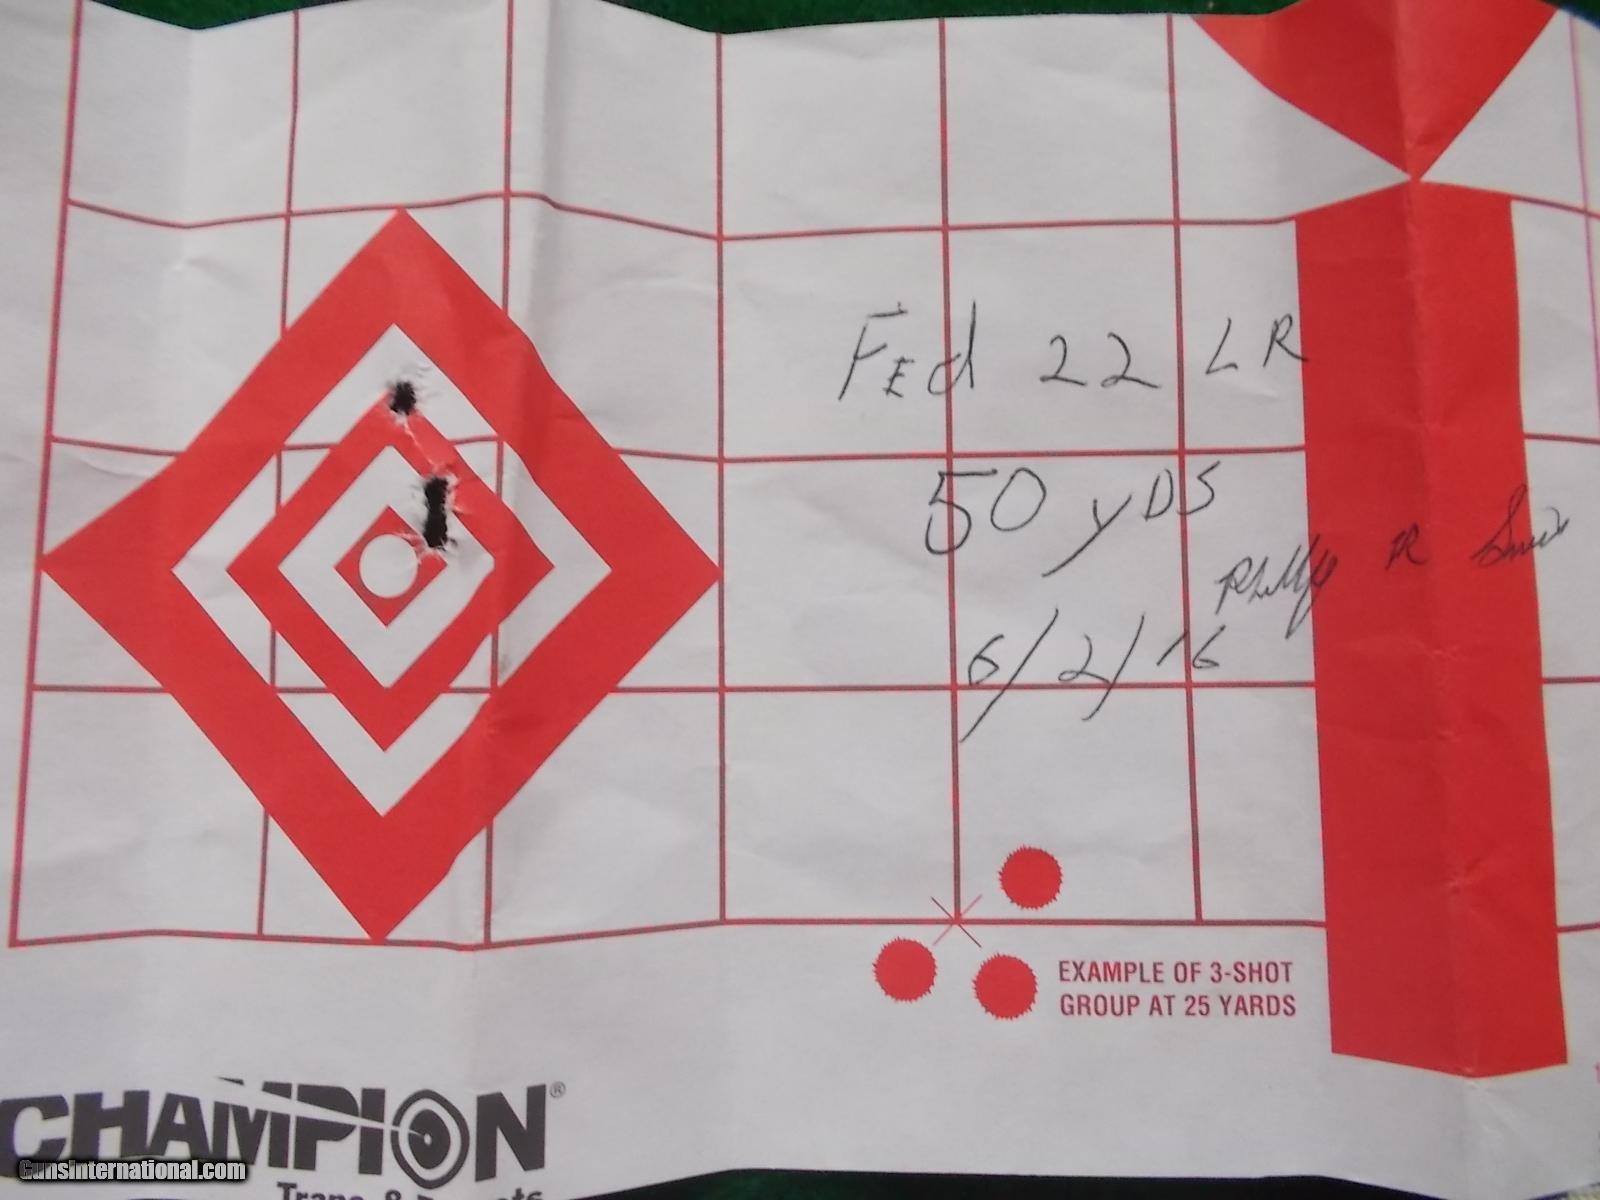 Fed 22 LR
50 YDS
6/2/16
EXAMPLE OF 3-SHOT
GROUP AT 25 YARDS
CHAMPION®
GunsInternational.com